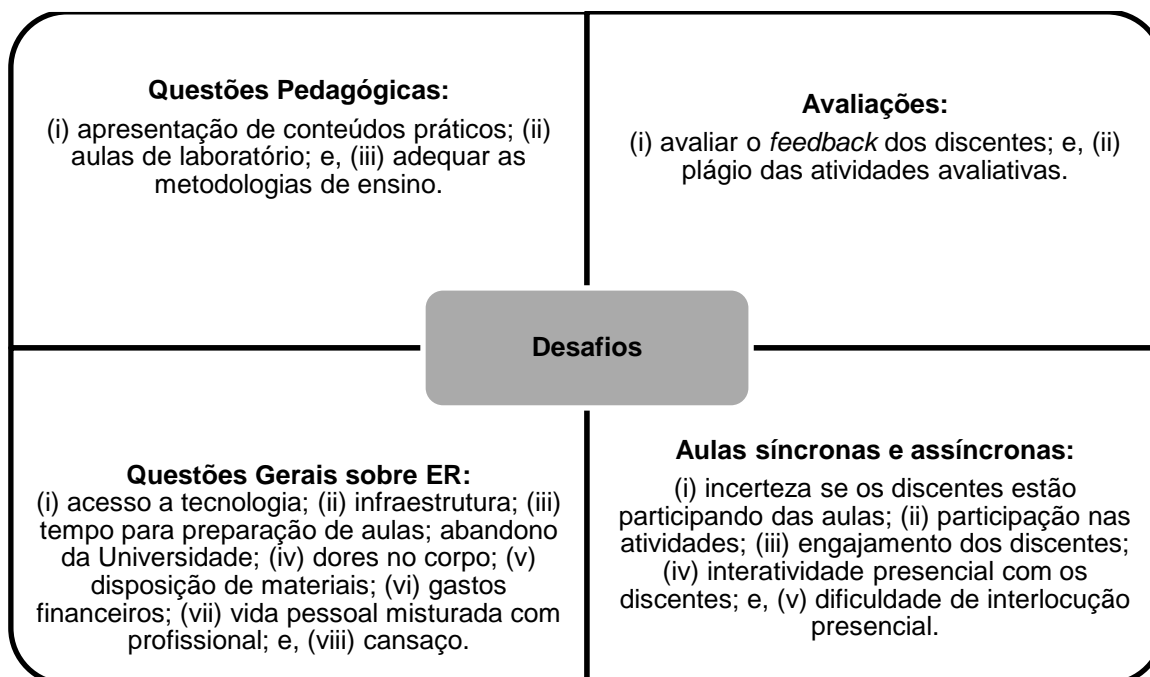 Questões Pedagógicas:
(i) apresentação de conteúdos práticos; (ii)
aulas de laboratório; e, (iii) adequar as
metodologias de ensino.
Avaliações:
(i) avaliar o feedback dos discentes; e, (ii)
plágio das atividades avaliativas.
Desafios
Questões Gerais sobre ER:
(i) acesso a tecnologia; (ii) infraestrutura; (iii)
tempo para preparação de aulas; abandono
da Universidade; (iv) dores no corpo; (v)
disposição de materiais; (vi) gastos
financeiros; (vii) vida pessoal misturada com
profissional; e, (viii) cansaço.
Aulas síncronas e assíncronas:
(i) incerteza se os discentes estão
participando das aulas; (ii) participação nas
atividades; (iii) engajamento dos discentes;
(iv) interatividade presencial com os
discentes; e, (v) dificuldade de interlocução
presencial.